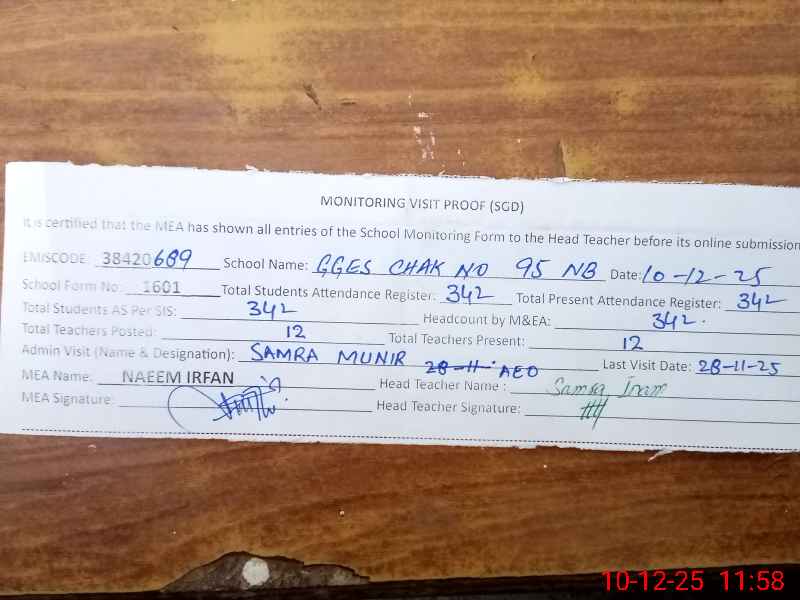 MONITORING VISIT PROOF (SGD)
It is certified that the MEA has shown all entries of the School Monitoring Form to the Head Teacher before its online submission
EMISCODE: 38420689 School Name: GGES CHAK NO 95 NB Date: 10-12-25
School Form No: 1601 Total Students Attendance Register: 342 Total Present Attendance Register: 342
Total Students AS Per SIS: 342 Headcount by M&EA: 342.
Total Teachers Posted: 12 Total Teachers Present: 12
Admin Visit (Name & Designation): SAMRA MUNIR 28-11- AEO Last Visit Date: 28-11-25
MEA Name: NAEEM IRFAN Head Teacher Name : Samra Inam
MEA Signature: Head Teacher Signature:
10-12-25 11:58